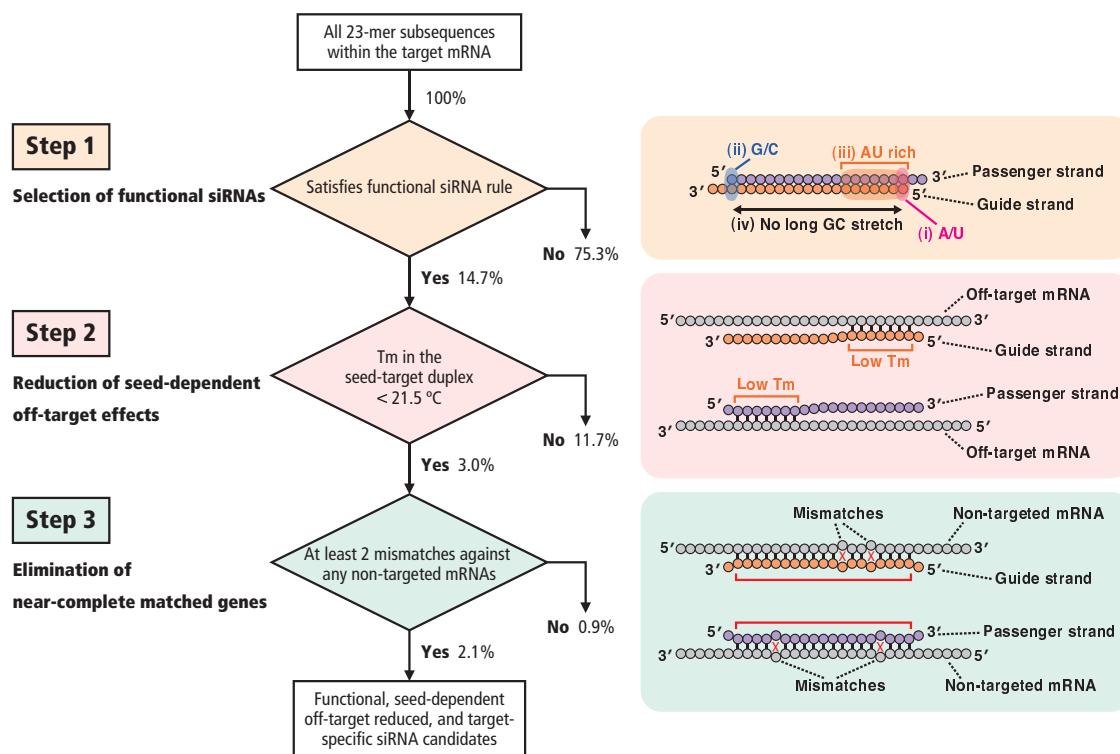 All 23-mer subsequences
within the target mRNA
100%
Step 1
Selection of functional siRNAs
Satisfies functional siRNA rule
No 75.3%
Yes 14.7%
(ii) G/C
(iii) AU rich
5′
3′
Passenger strand
3′
5′
Guide strand
(iv) No long GC stretch
(i) A/U
Step 2
Reduction of seed-dependent
off-target effects
Tm in the
seed-target duplex
< 21.5 ºC
No 11.7%
Yes 3.0%
Off-target mRNA
5′
3′
5′
Guide strand
Low Tm
Low Tm
Passenger strand
5′
3′
3′
5′
Off-target mRNA
Step 3
Elimination of
near-complete matched genes
At least 2 mismatches against
any non-targeted mRNAs
No 0.9%
Yes 2.1%
Mismatches
Non-targeted mRNA
5′
3′
X X
3′
5′
Guide strand
5′
3′
Passenger strand
X X
3′
5′
Mismatches
Non-targeted mRNA
Functional, seed-dependent
off-target reduced, and target-
specific siRNA candidates